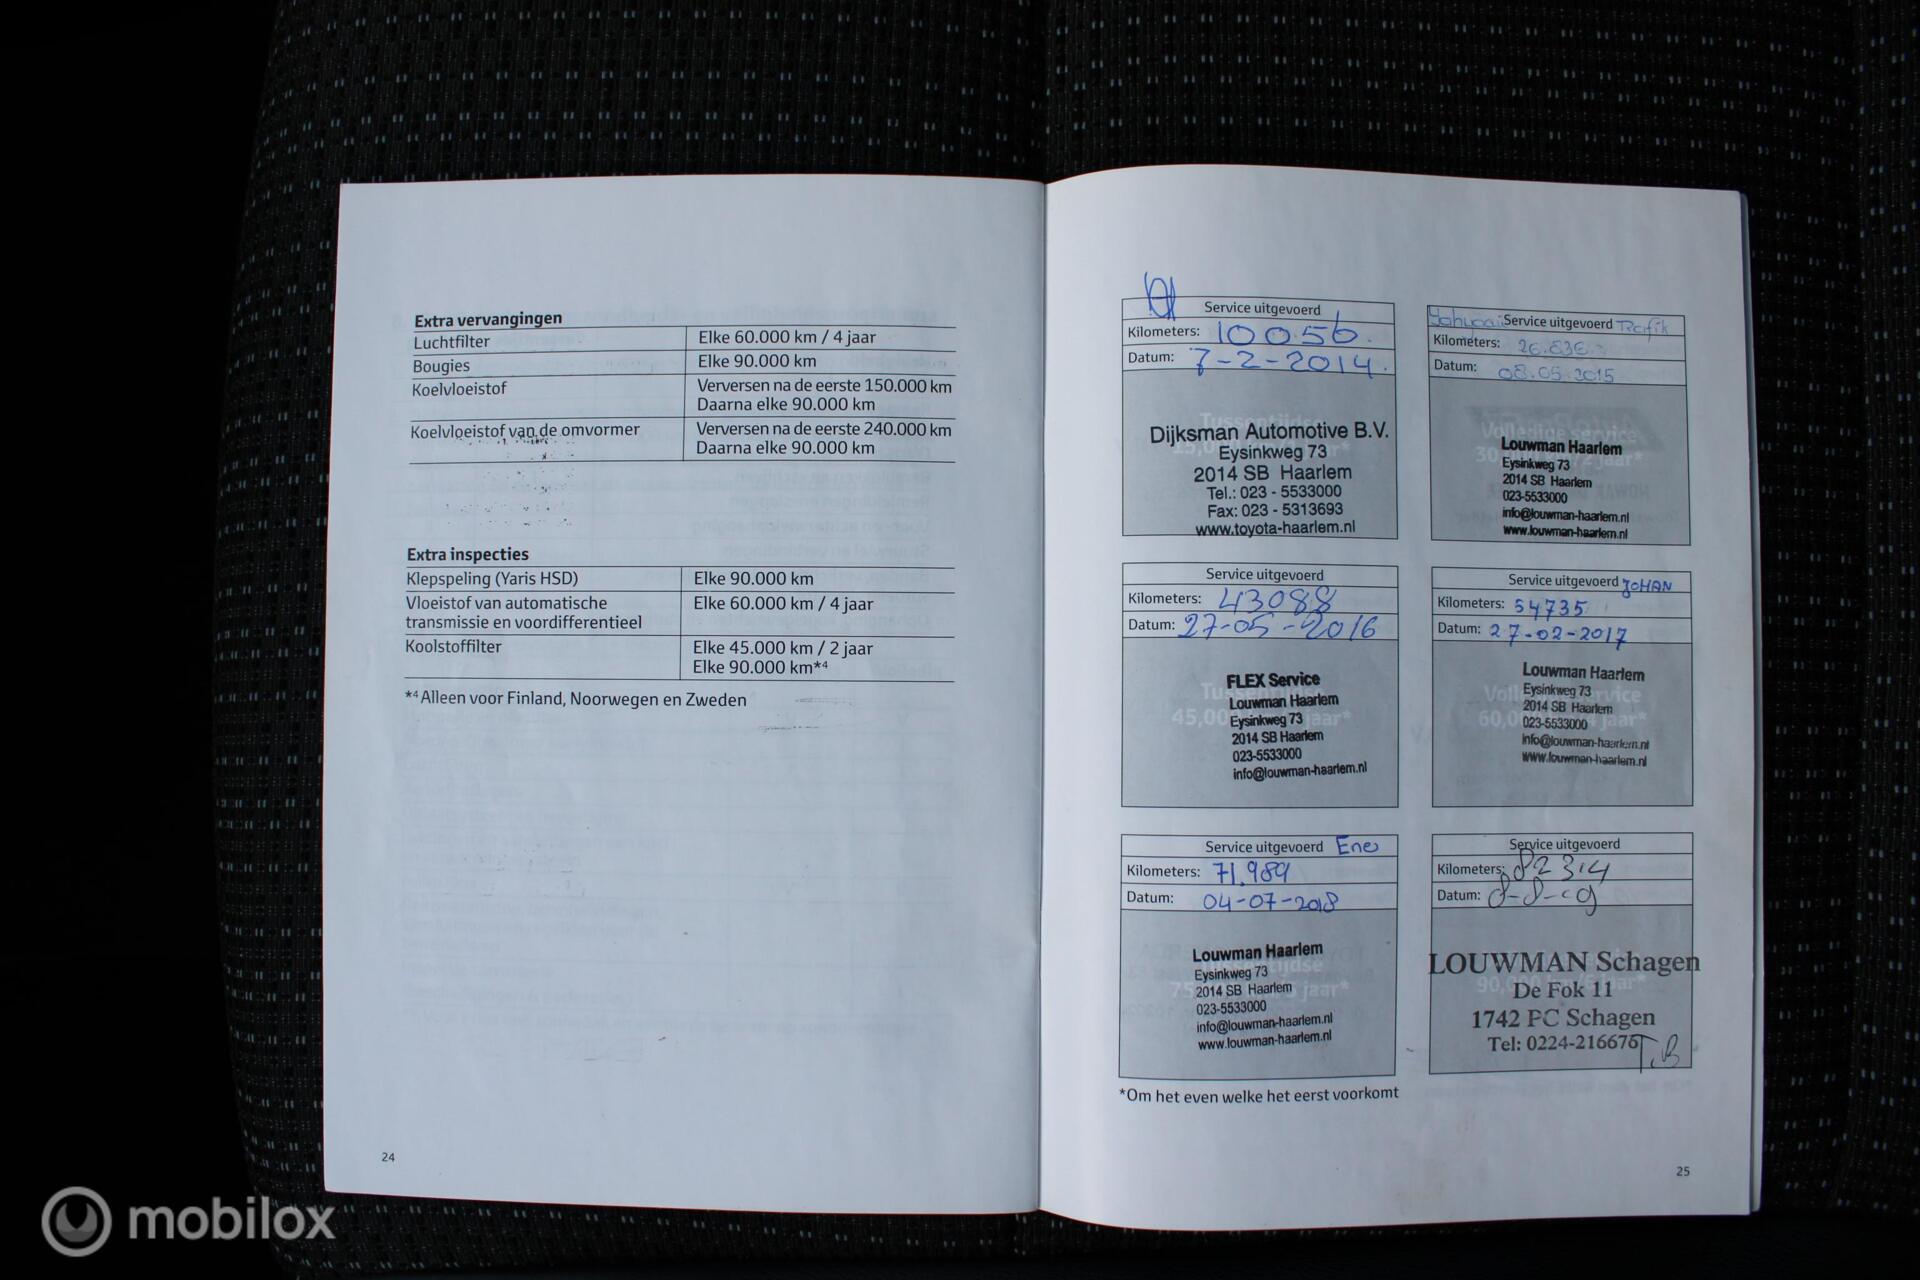 Extra vervangingen
Luchtfilter Elke 60.000 km / 4 jaar
Bougies Elke 90.000 km
Koelvloeistof Verversen na de eerste 150.000 km
Daarna elke 90.000 km
Koelvloeistof van de omvormer Verversen na de eerste 240.000 km
Daarna elke 90.000 km
Extra inspecties
Klepspeling (Yaris HSD) Elke 90.000 km
Vloeistof van automatische Elke 60.000 km / 4 jaar
transmissie en voordifferentieel
Koolstoffilter Elke 45.000 km / 2 jaar
Elke 90.000 km*4
*4 Alleen voor Finland, Noorwegen en Zweden
24
Service uitgevoerd
Kilometers: 10056
Datum: 7-2-2014
Tussentijdse
Dijksman Automotive B.V.
Eysinkweg 73
2014 SB Haarlem
Tel.: 023 - 5533000
Fax: 023 - 5313693
www.toyota-haarlem.nl
Service uitgevoerd
Kilometers: 26.836
Datum: 08.05.2015
Volledige service
Louwman Haarlem
Eysinkweg 73
2014 SB Haarlem
023-5533000
info@louwman-haarlem.nl
www.louwman-haarlem.nl
Service uitgevoerd
Kilometers: 43088
Datum: 27-05-2016
FLEX Service
Louwman Haarlem
Eysinkweg 73
2014 SB Haarlem
023-5533000
info@louwman-haarlem.nl
Service uitgevoerd JOHAN
Kilometers: 54735
Datum: 27-02-2017
Louwman Haarlem
Eysinkweg 73
2014 SB Haarlem
023-5533000
info@louwman-haarlem.nl
www.louwman-haarlem.nl
Service uitgevoerd
Kilometers: 71.989
Datum: 04-07-2018
Louwman Haarlem
Tussentijdse
Eysinkweg 73
2014 SB Haarlem
023-5533000
info@louwman-haarlem.nl
www.louwman-haarlem.nl
Service uitgevoerd
Kilometers: 82314
Datum:
LOUWMAN Schagen
De Fok 11
1742 PC Schagen
Tel: 0224-216676
T.B
*Om het even welke het eerst voorkomt
25
mobilox